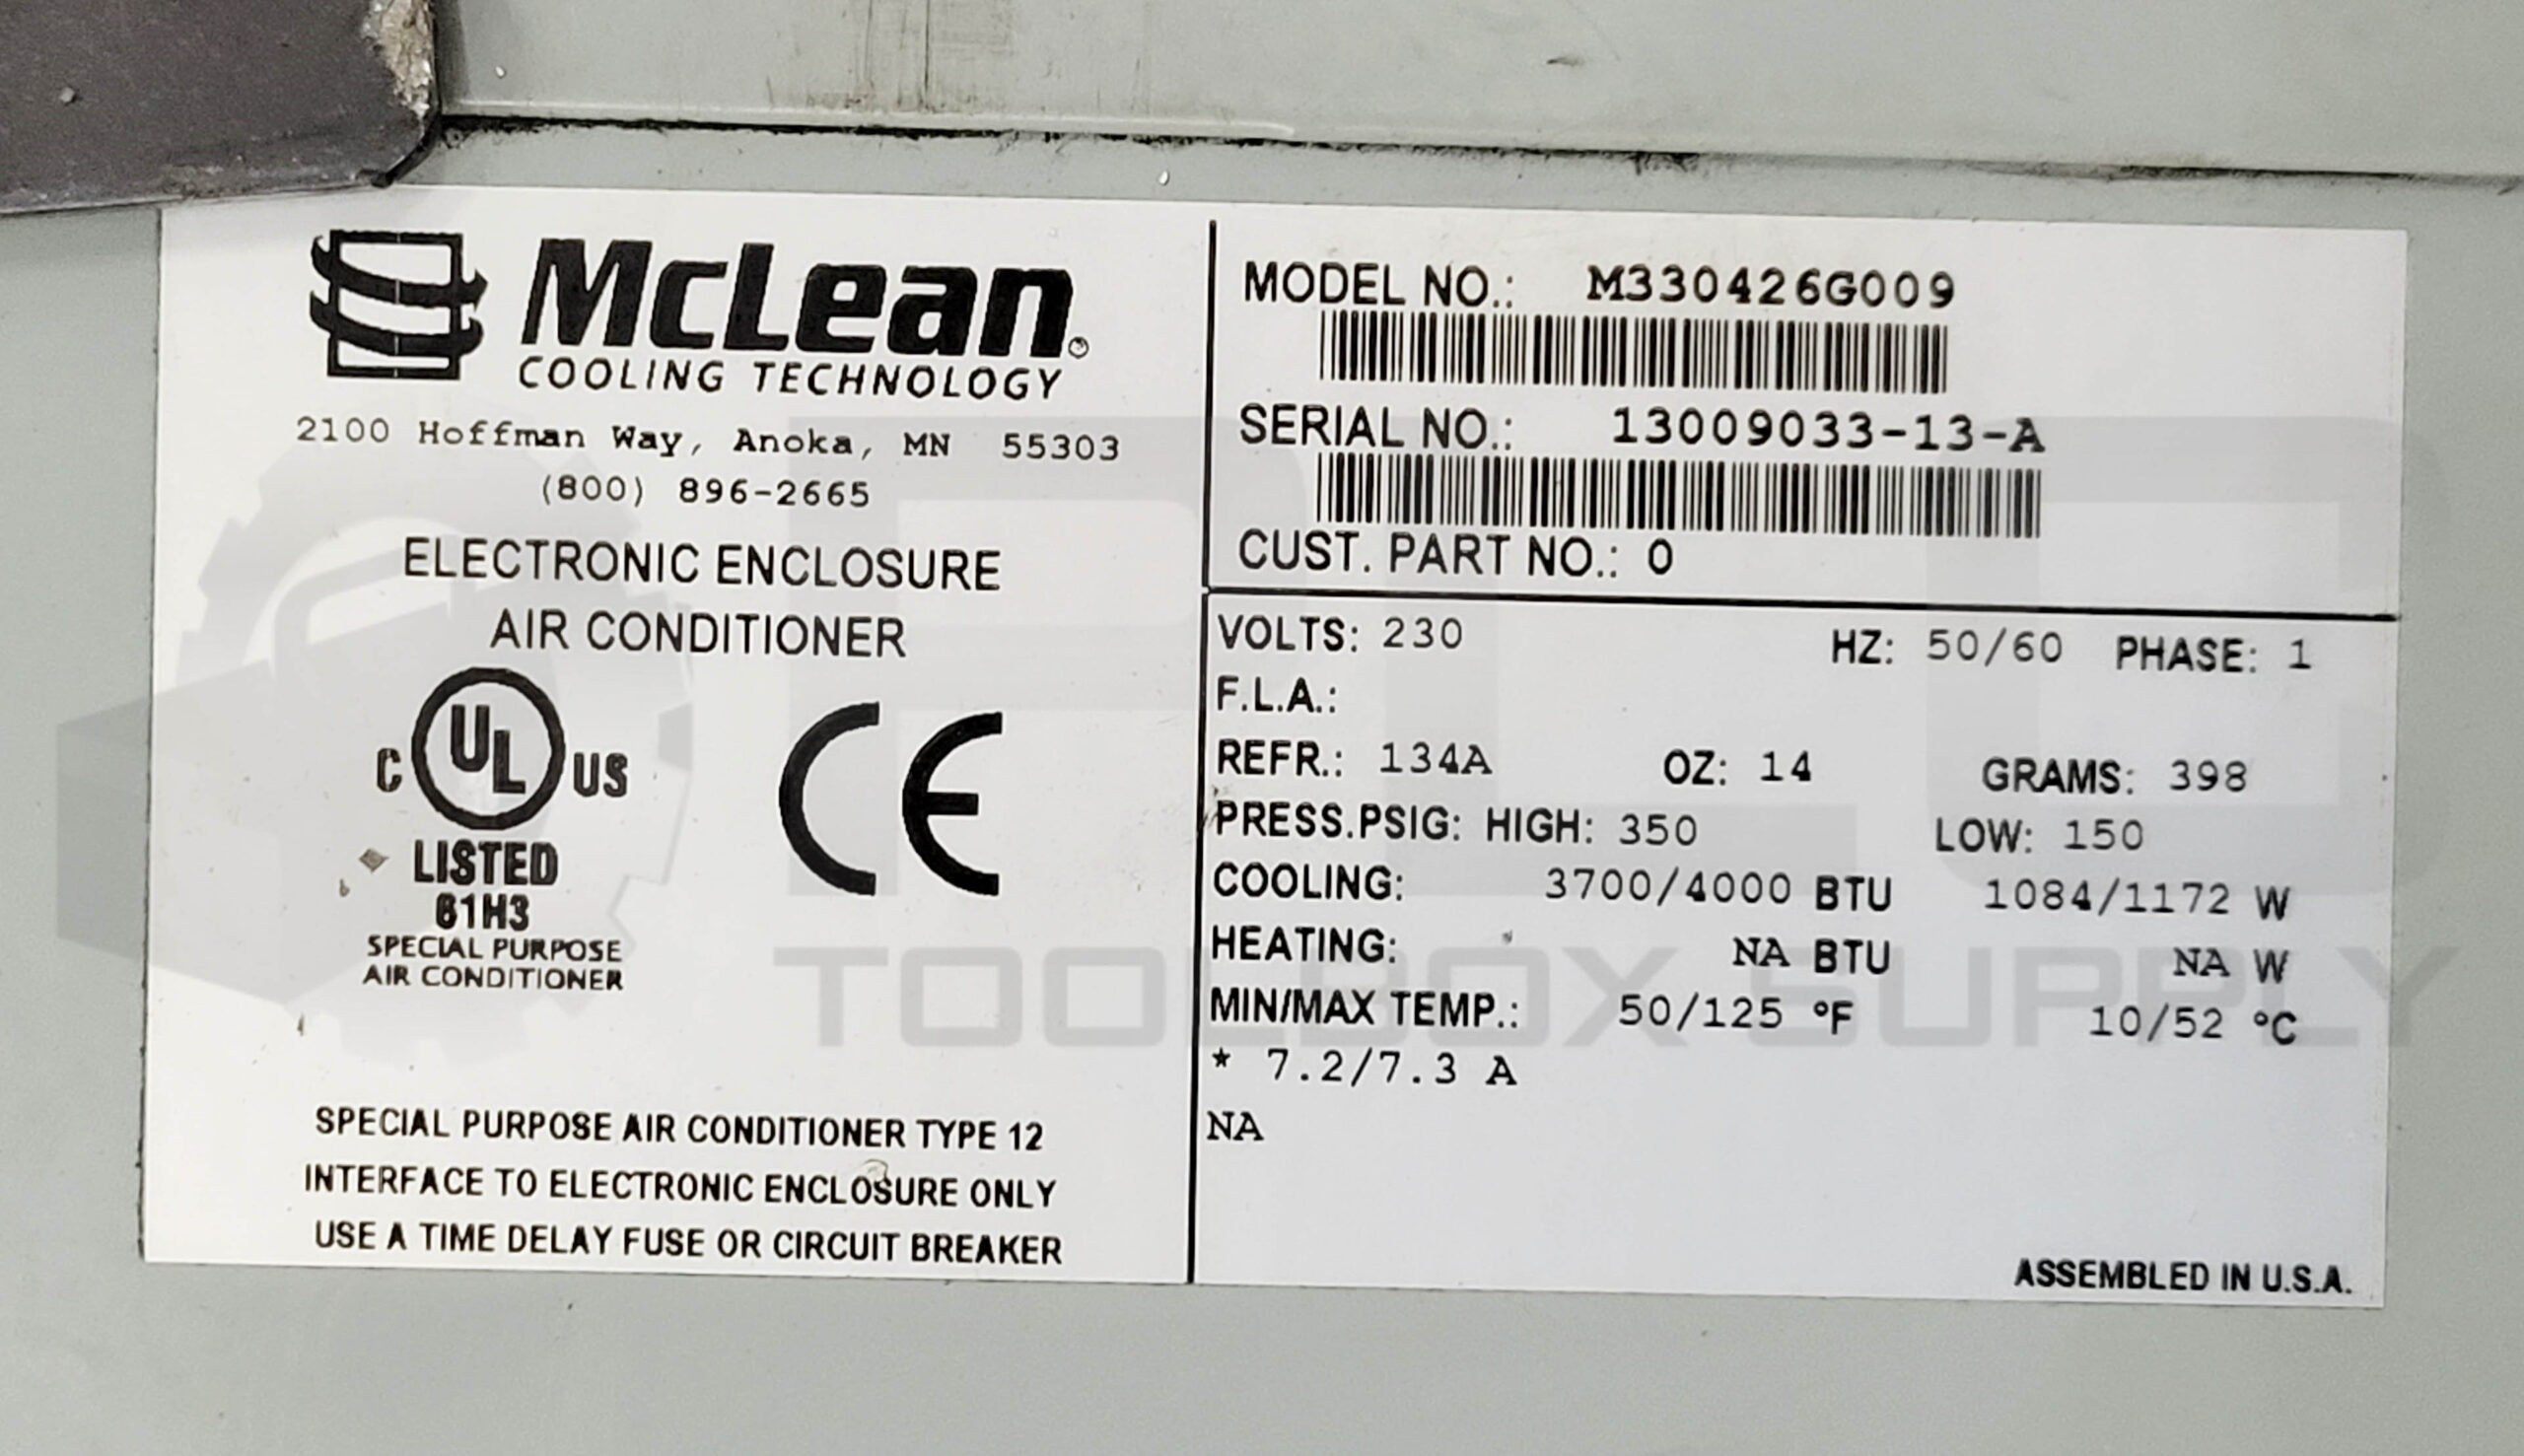 McLean®
COOLING TECHNOLOGY
2100 Hoffman Way, Anoka, MN 55303
(800) 896-2665
ELECTRONIC ENCLOSURE
AIR CONDITIONER
C UL US
CE
LISTED
61H3
SPECIAL PURPOSE
AIR CONDITIONER
SPECIAL PURPOSE AIR CONDITIONER TYPE 12
INTERFACE TO ELECTRONIC ENCLOSURE ONLY
USE A TIME DELAY FUSE OR CIRCUIT BREAKER
MODEL NO.: M330426G009
SERIAL NO.: 13009033-13-A
CUST. PART NO.: 0
VOLTS: 230 HZ: 50/60 PHASE: 1
F.L.A.:
REFR.: 134A OZ: 14 GRAMS: 398
PRESS.PSIG: HIGH: 350 LOW: 150
COOLING: 3700/4000 BTU 1084/1172 W
HEATING: NA BTU NA W
MIN/MAX TEMP.: 50/125 °F 10/52 °C
* 7.2/7.3 A
NA
ASSEMBLED IN U.S.A.
PLC
TOOLBOX SUPPLY